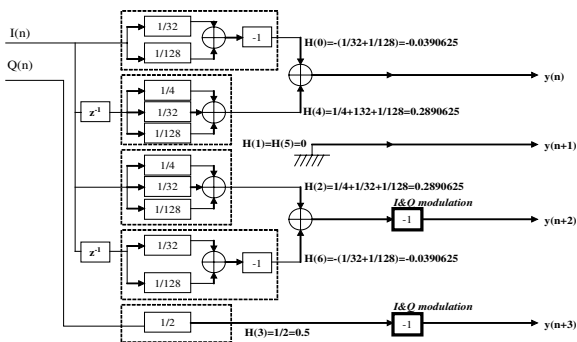 I(n)
Q(n)
1/32
1/128
-1
H(0)=-(1/32+1/128)=-0.0390625
y(n)
z-1
1/4
1/32
1/128
H(4)=1/4+132+1/128=0.2890625
H(1)=H(5)=0
y(n+1)
1/4
1/32
1/128
H(2)=1/4+1/32+1/128=0.2890625
I&Q modulation
-1
y(n+2)
z-1
1/32
1/128
-1
H(6)=-(1/32+1/128)=-0.0390625
1/2
H(3)=1/2=0.5
I&Q modulation
-1
y(n+3)